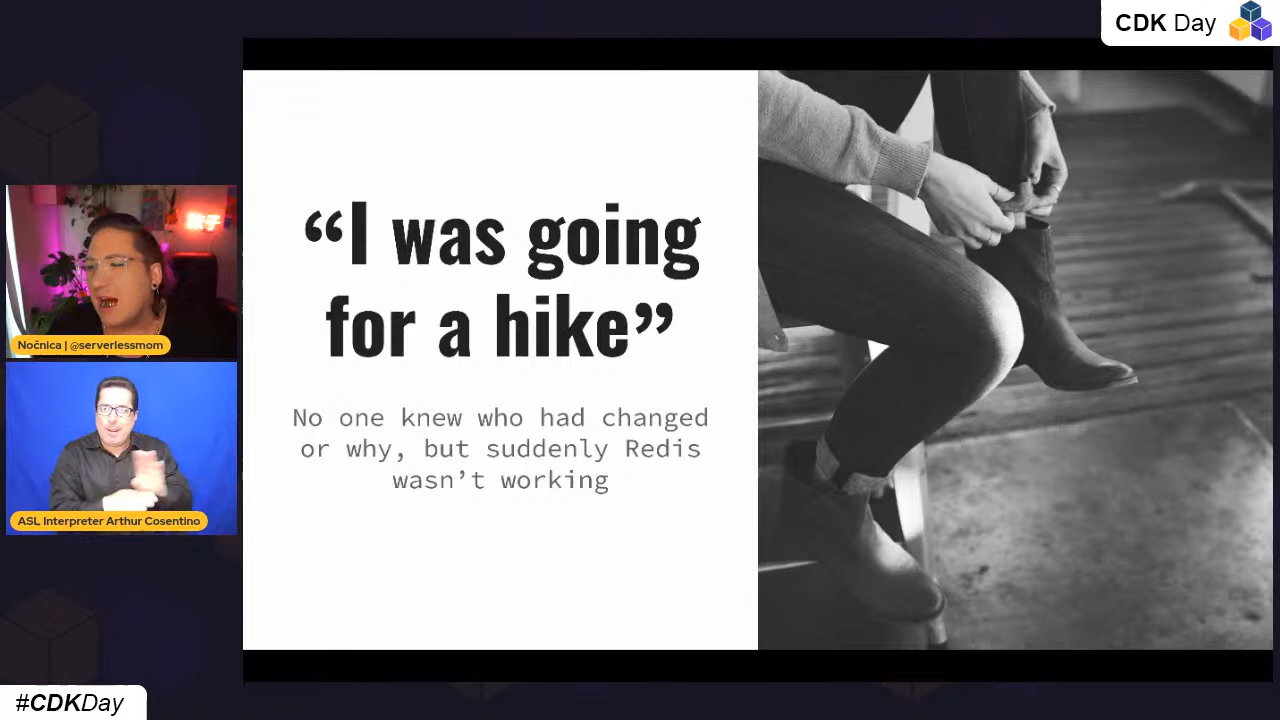 CDK Day
“I was going
for a hike”
No one knew who had changed
or why, but suddenly Redis
wasn’t working
Nočnica | @serverlessmom
ASL Interpreter Arthur Cosentino
#CDKDay